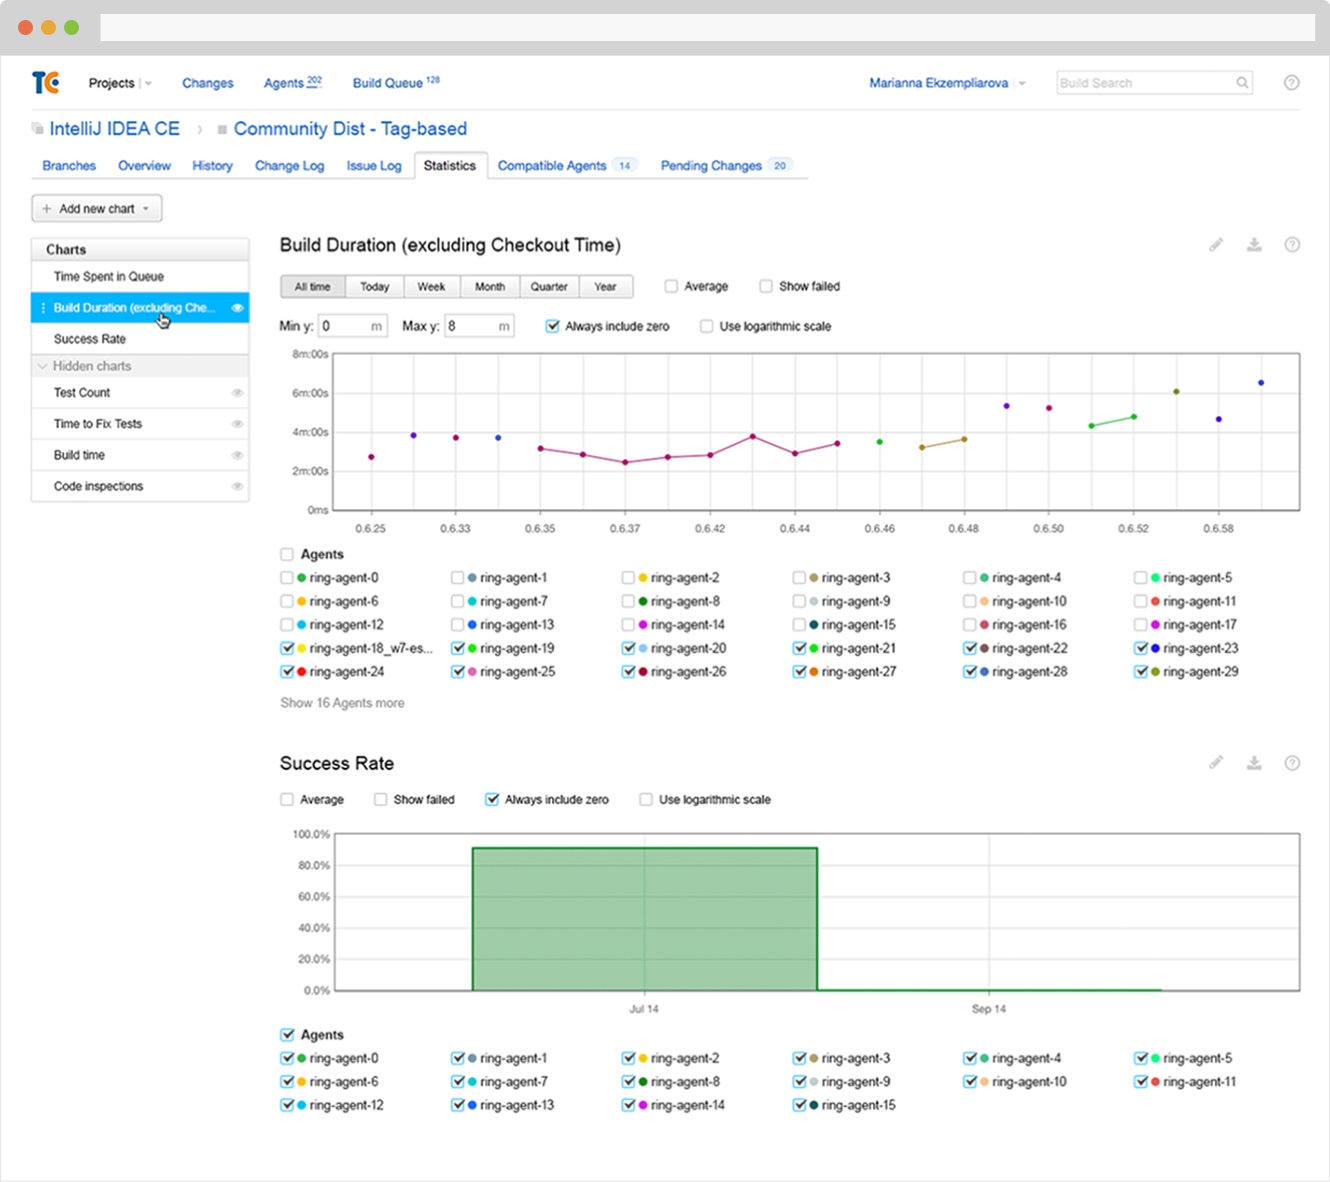 TC Projects Changes Agents 202 Build Queue 128 Marianna Ekzempliarova Build Search ?
IntelliJ IDEA CE › Community Dist - Tag-based
Branches Overview History Change Log Issue Log Statistics Compatible Agents 14 Pending Changes 20
+ Add new chart
Charts
Time Spent in Queue
Build Duration (excluding Che...
Success Rate
Hidden charts
Test Count
Time to Fix Tests
Build time
Code inspections
Build Duration (excluding Checkout Time) ?
All time Today Week Month Quarter Year Average Show failed
Min y: 0 m Max y: 8 m Always include zero Use logarithmic scale
8m:00s
6m:00s
4m:00s
2m:00s
0ms
0.6.25 0.6.33 0.6.35 0.6.37 0.6.42 0.6.44 0.6.46 0.6.48 0.6.50 0.6.52 0.6.58
Agents
ring-agent-0 ring-agent-1 ring-agent-2 ring-agent-3 ring-agent-4 ring-agent-5
ring-agent-6 ring-agent-7 ring-agent-8 ring-agent-9 ring-agent-10 ring-agent-11
ring-agent-12 ring-agent-13 ring-agent-14 ring-agent-15 ring-agent-16 ring-agent-17
ring-agent-18_w7-es... ring-agent-19 ring-agent-20 ring-agent-21 ring-agent-22 ring-agent-23
ring-agent-24 ring-agent-25 ring-agent-26 ring-agent-27 ring-agent-28 ring-agent-29
Show 16 Agents more
Success Rate ?
Average Show failed Always include zero Use logarithmic scale
100.0%
80.0%
60.0%
40.0%
20.0%
0.0%
Jul 14 Sep 14
Agents
ring-agent-0 ring-agent-1 ring-agent-2 ring-agent-3 ring-agent-4 ring-agent-5
ring-agent-6 ring-agent-7 ring-agent-8 ring-agent-9 ring-agent-10 ring-agent-11
ring-agent-12 ring-agent-13 ring-agent-14 ring-agent-15